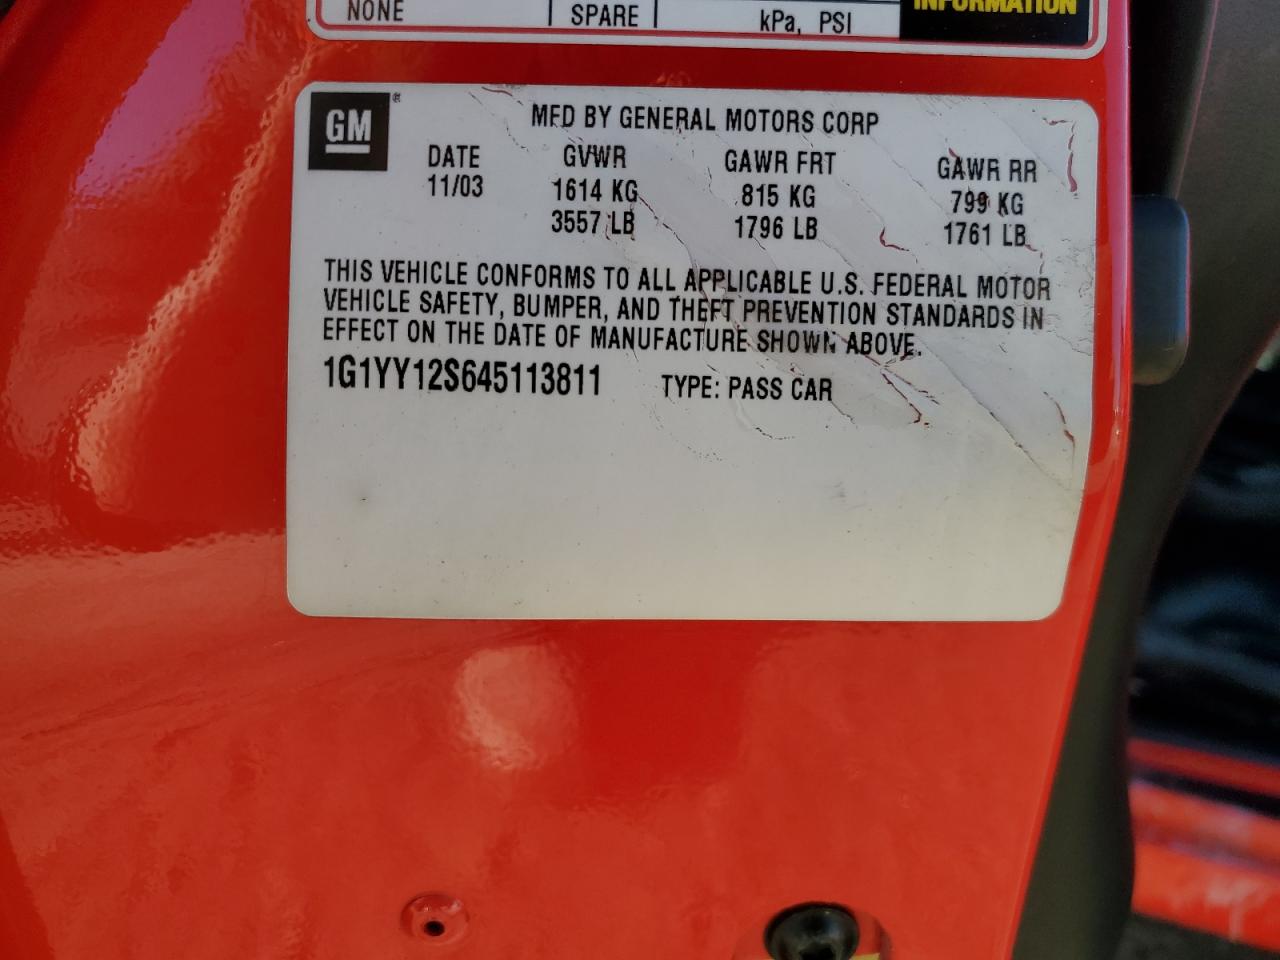 NONE SPARE kPa, PSI INFORMATION
GM ®
MFD BY GENERAL MOTORS CORP
DATE GVWR GAWR FRT GAWR RR
11/03 1614 KG 815 KG 799 KG
3557 LB 1796 LB 1761 LB
THIS VEHICLE CONFORMS TO ALL APPLICABLE U.S. FEDERAL MOTOR
VEHICLE SAFETY, BUMPER, AND THEFT PREVENTION STANDARDS IN
EFFECT ON THE DATE OF MANUFACTURE SHOWN ABOVE.
1G1YY12S645113811 TYPE: PASS CAR